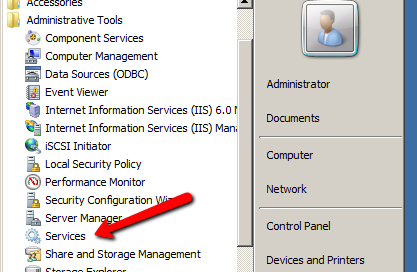 Accessories
Administrative Tools
Component Services
Computer Management
Data Sources (ODBC)
Event Viewer
Internet Information Services (IIS) 6.0 M
Internet Information Services (IIS) Mana
iSCSI Initiator
Local Security Policy
Performance Monitor
Security Configuration Wiz
Server Manager
Services
Share and Storage Management
Storage Explorer
Administrator
Documents
Computer
Network
Control Panel
Devices and Printers